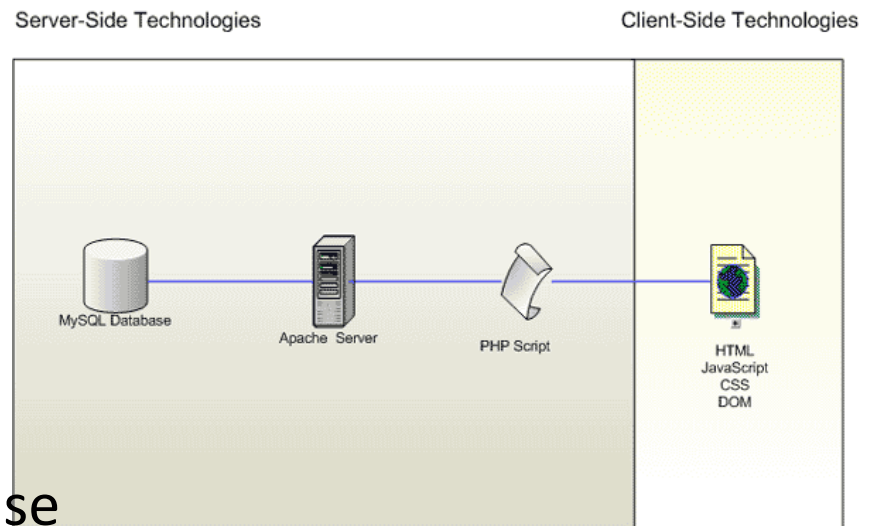 Server-Side Technologies
Client-Side Technologies
MySQL Database
Apache Server
PHP Script
HTML
JavaScript
CSS
DOM
se